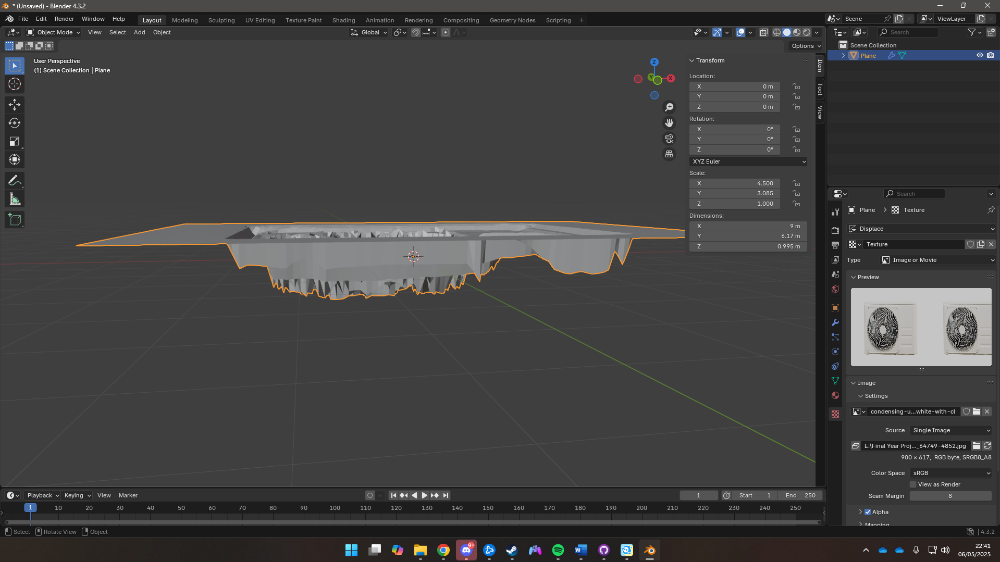 * (Unsaved) - Blender 4.3.2
File Edit Render Window Help
Layout Modeling Sculpting UV Editing Texture Paint Shading Animation Rendering Compositing Geometry Nodes Scripting +
Scene
ViewLayer
Object Mode View Select Add Object
Global
Search
Options
User Perspective
(1) Scene Collection | Plane
Z
Y
X
Item
Tool
View
Transform
Location:
X 0 m
Y 0 m
Z 0 m
Rotation:
X 0°
Y 0°
Z 0°
XYZ Euler
Scale:
X 4.500
Y 3.085
Z 1.000
Dimensions:
X 9 m
Y 6.17 m
Z 0.995 m
Scene Collection
Plane
Search
Plane > Texture
Displace
Texture
Type Image or Movie
Preview
Image
Settings
condensing-u...white-with-cl
Source Single Image
E:\Final Year Proj..._64749-4852.jpg
900 × 617, RGB byte, SRGB8_A8
Color Space sRGB
View as Render
Seam Margin 8
Alpha
Mapping
Playback Keying View Marker
1
Start 1 End 250
1 10 20 30 40 50 60 70 80 90 100 110 120 130 140 150 160 170 180 190 200 210 220 230 240 250
Select Rotate View Object
4.3.2
9+
22:41
06/05/2025